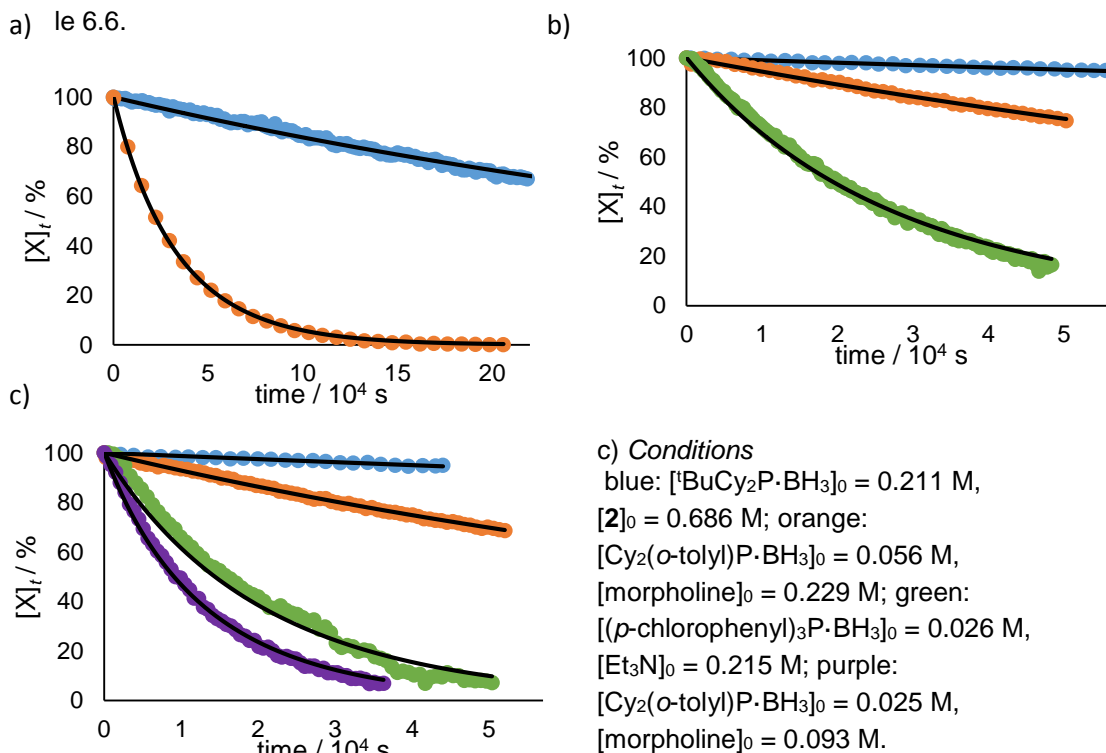 a) le 6.6.
b)
100
80
60
40
20
0
[X]t / %
0 5 10 15 20
time / 10⁴ s
100
80
60
40
20
0
[X]t / %
0 1 2 3 4 5
time / 10⁴ s
c)
100
80
60
40
20
0
[X]t / %
0 1 2 3 4 5
time / 10⁴ s
c) Conditions
blue: [ᵗBuCy₂P·BH₃]₀ = 0.211 M,
[2]₀ = 0.686 M; orange:
[Cy₂(o-tolyl)P·BH₃]₀ = 0.056 M,
[morpholine]₀ = 0.229 M; green:
[(p-chlorophenyl)₃P·BH₃]₀ = 0.026 M,
[Et₃N]₀ = 0.215 M; purple:
[Cy₂(o-tolyl)P·BH₃]₀ = 0.025 M,
[morpholine]₀ = 0.093 M.